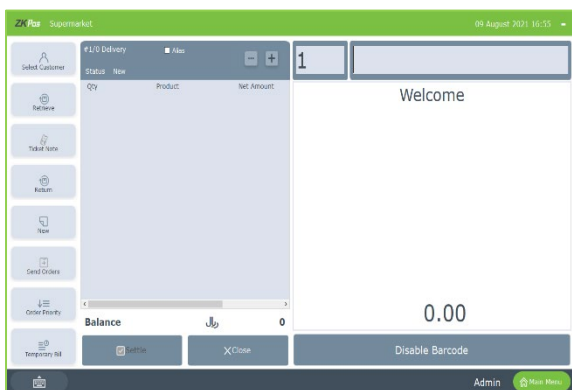 ZKPos Supermarket
09 August 2021 16:55
Select Customer
Retrieve
Ticket Note
Return
New
Send Orders
Order Priority
Temporary Bill
#1/0 Delivery
Alias
Status New
Qty Product Net Amount
Balance ﷼ 0
Settle
Close
1
Welcome
0.00
Disable Barcode
Admin
Main Menu